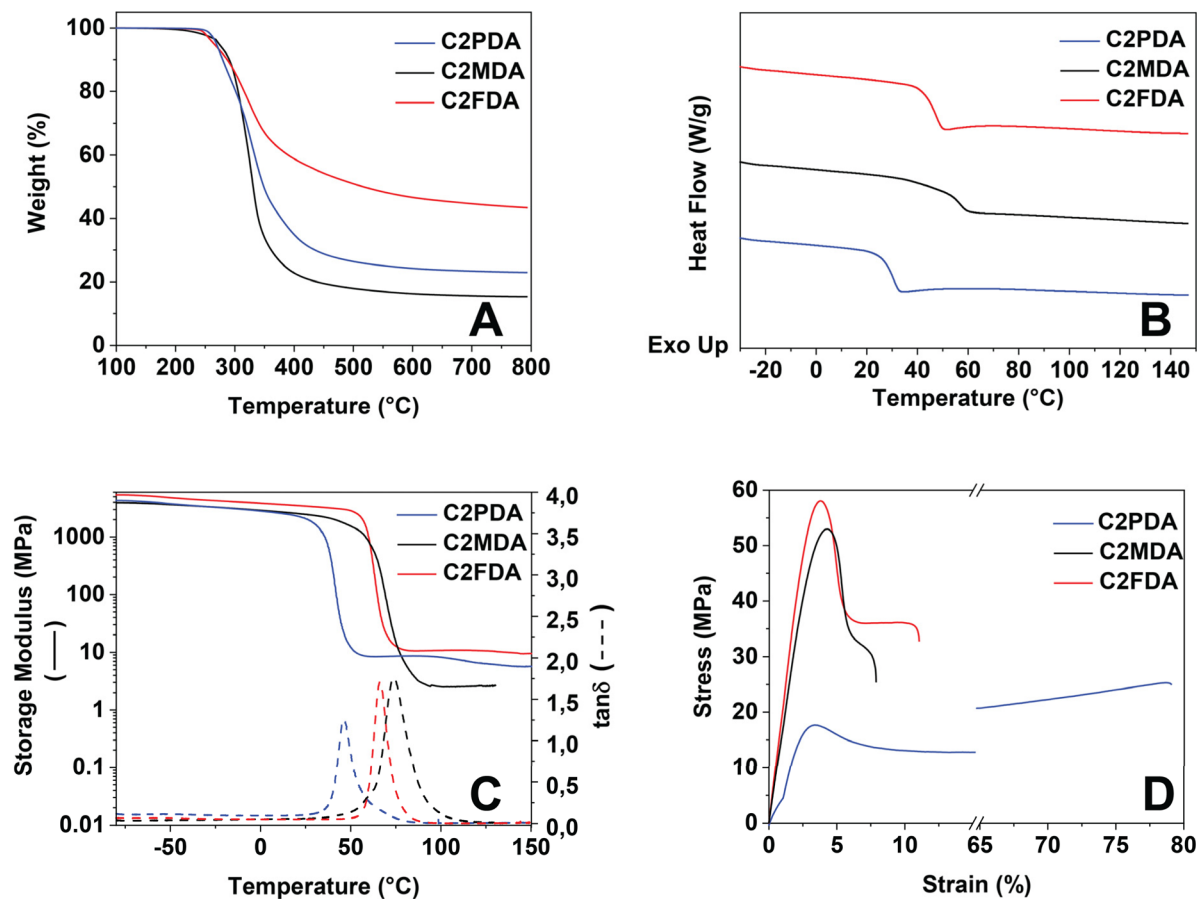 100
80
60
40
20
0
Weight (%)
C2PDA
C2MDA
C2FDA
A
100 200 300 400 500 600 700 800
Temperature (°C)
Heat Flow (W/g)
C2PDA
C2MDA
C2FDA
B
Exo Up
-20 0 20 40 60 80 100 120 140
Temperature (°C)
1000
100
10
1
0.1
0.01
Storage Modulus (MPa)
(——)
C2PDA
C2MDA
C2FDA
4,0
3,5
3,0
2,5
2,0
1,5
1,0
0,5
0,0
tanδ (---)
C
-50 0 50 100 150
Temperature (°C)
60
50
40
30
20
10
0
Stress (MPa)
C2PDA
C2MDA
C2FDA
D
0 5 10 65 70 75 80
Strain (%)